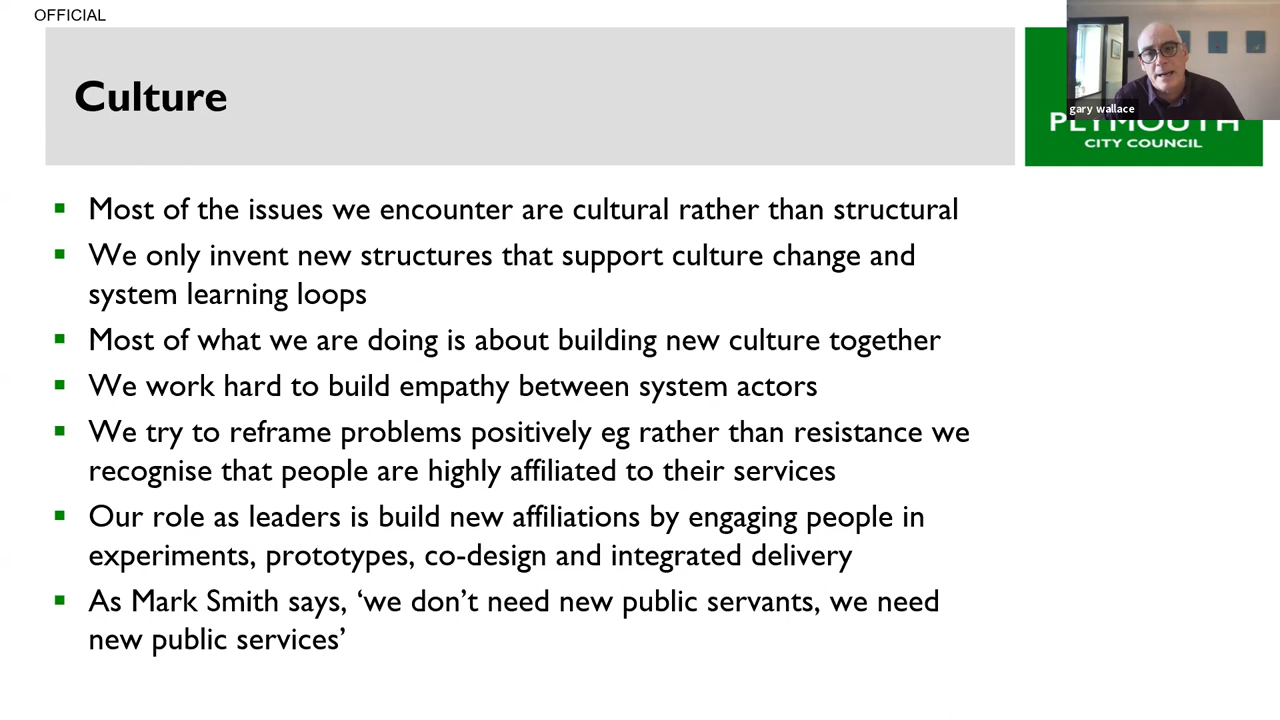 OFFICIAL
Culture
gary wallace
PLYMOUTH
CITY COUNCIL
▪ Most of the issues we encounter are cultural rather than structural
▪ We only invent new structures that support culture change and
system learning loops
▪ Most of what we are doing is about building new culture together
▪ We work hard to build empathy between system actors
▪ We try to reframe problems positively eg rather than resistance we
recognise that people are highly affiliated to their services
▪ Our role as leaders is build new affiliations by engaging people in
experiments, prototypes, co-design and integrated delivery
▪ As Mark Smith says, ‘we don’t need new public servants, we need
new public services’